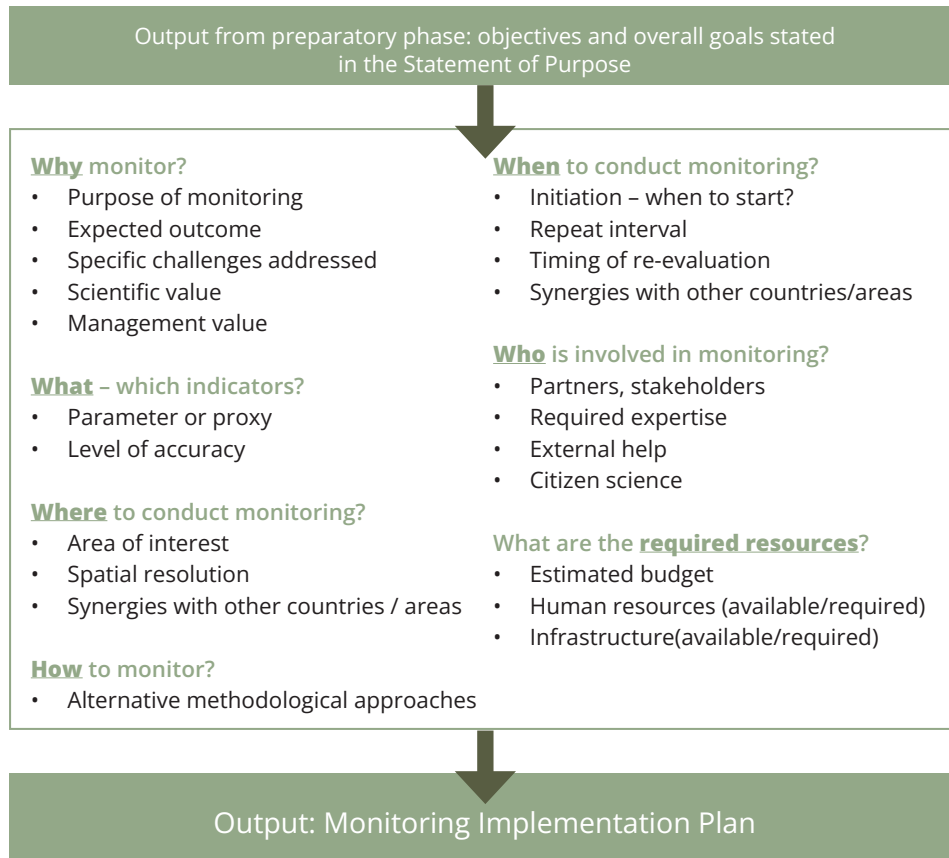 Output from preparatory phase: objectives and overall goals stated
in the Statement of Purpose
Why monitor?
• Purpose of monitoring
• Expected outcome
• Specific challenges addressed
• Scientific value
• Management value
What – which indicators?
• Parameter or proxy
• Level of accuracy
Where to conduct monitoring?
• Area of interest
• Spatial resolution
• Synergies with other countries / areas
How to monitor?
• Alternative methodological approaches
When to conduct monitoring?
• Initiation – when to start?
• Repeat interval
• Timing of re-evaluation
• Synergies with other countries/areas
Who is involved in monitoring?
• Partners, stakeholders
• Required expertise
• External help
• Citizen science
What are the required resources?
• Estimated budget
• Human resources (available/required)
• Infrastructure(available/required)
Output: Monitoring Implementation Plan